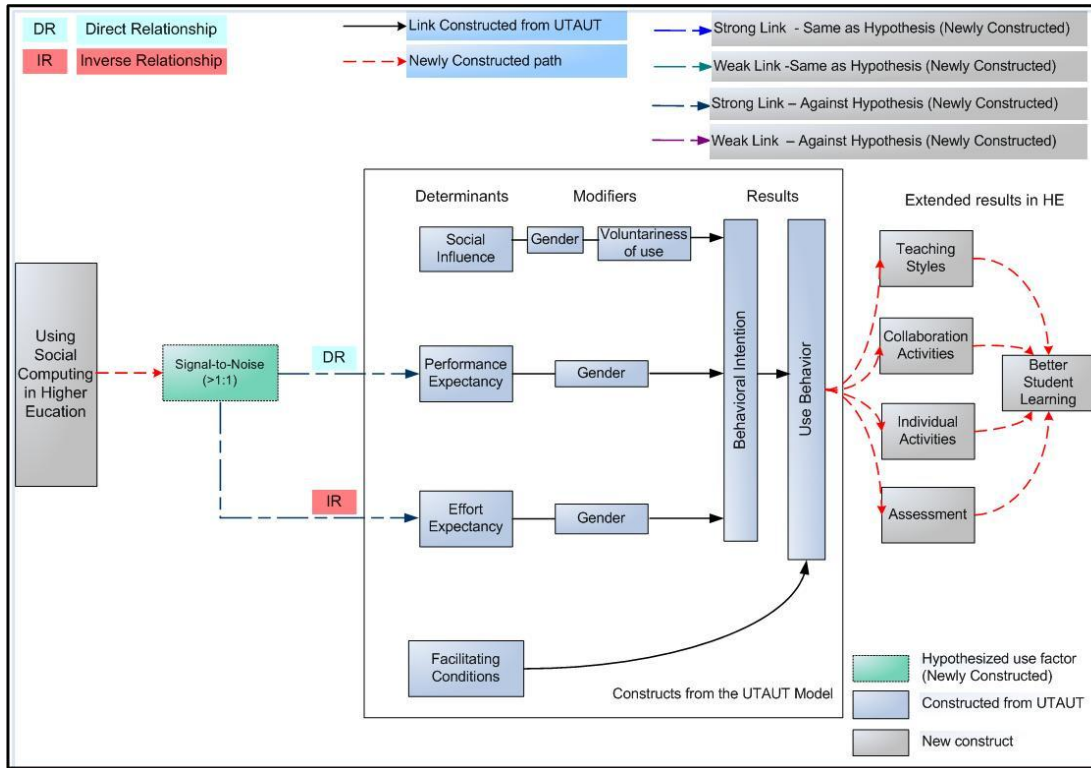 DR
Direct Relationship
IR
Inverse Relationship
Link Constructed from UTAUT
Newly Constructed path
Strong Link - Same as Hypothesis (Newly Constructed)
Weak Link -Same as Hypothesis (Newly Constructed)
Strong Link – Against Hypothesis (Newly Constructed)
Weak Link – Against Hypothesis (Newly Constructed)
Determinants
Modifiers
Results
Extended results in HE
Social
Influence
Gender
Voluntariness
of use
Teaching
Styles
Using
Social
Computing
in Higher
Eucation
Signal-to-Noise
(>1:1)
DR
Performance
Expectancy
Gender
Behavioral Intention
Use Behavior
Collaboration
Activities
Better
Student
Learning
Individual
Activities
IR
Effort
Expectancy
Gender
Assessment
Facilitating
Conditions
Constructs from the UTAUT Model
Hypothesized use factor
(Newly Constructed)
Constructed from UTAUT
New construct